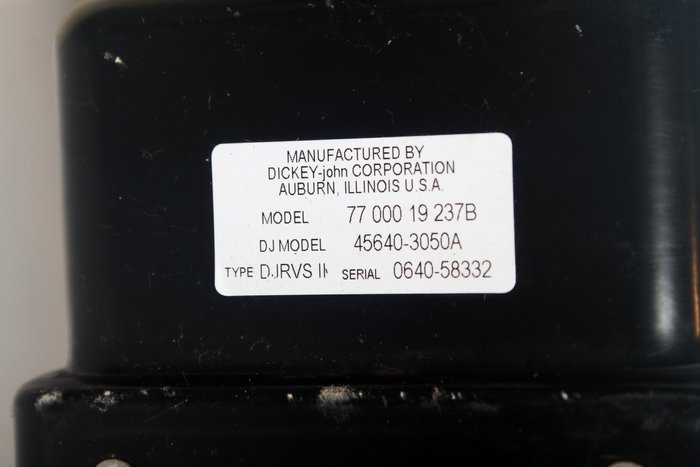 MANUFACTURED BY
DICKEY-john CORPORATION
AUBURN, ILLINOIS U.S.A.
MODEL 77 000 19 237B
DJ MODEL 45640-3050A
TYPE DJRVS SERIAL 0640-58332